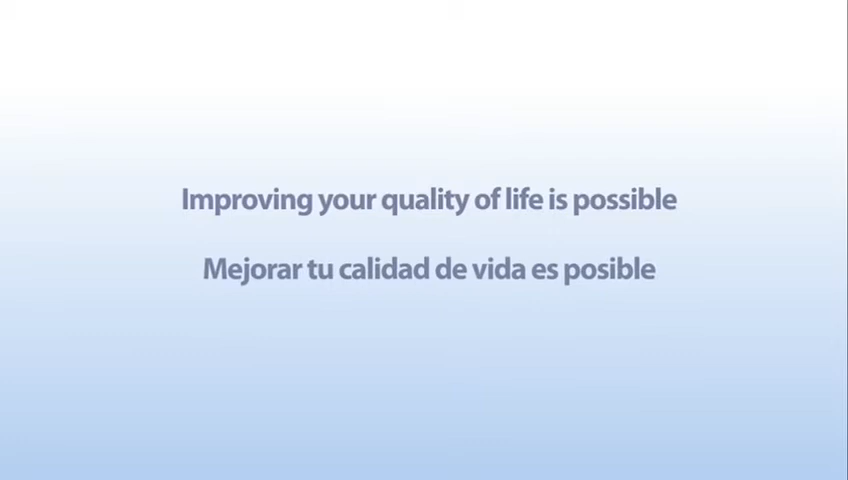 Improving your quality of life is possible
Mejorar tu calidad de vida es posible